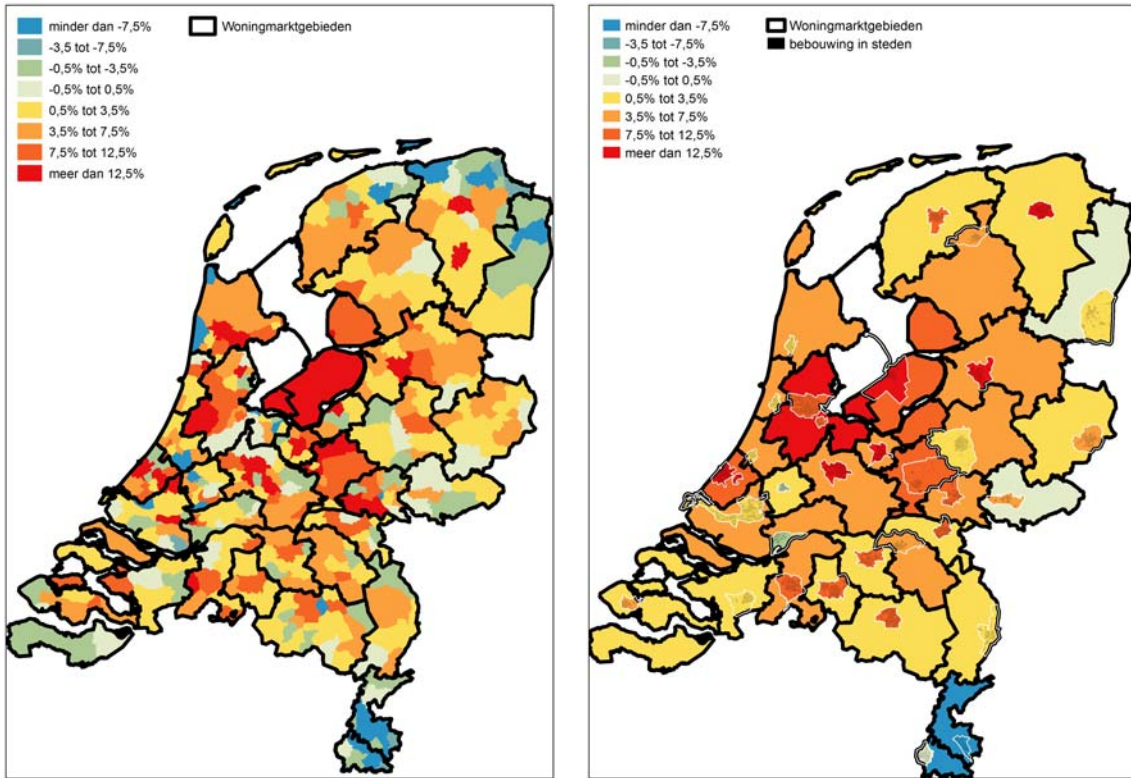 minder dan -7,5%
-3,5 tot -7,5%
-0,5% tot -3,5%
-0,5% tot 0,5%
0,5% tot 3,5%
3,5% tot 7,5%
7,5% tot 12,5%
meer dan 12,5%
Woningmarktgebieden
minder dan -7,5%
-3,5 tot -7,5%
-0,5% tot -3,5%
-0,5% tot 0,5%
0,5% tot 3,5%
3,5% tot 7,5%
7,5% tot 12,5%
meer dan 12,5%
Woningmarktgebieden
bebouwing in steden